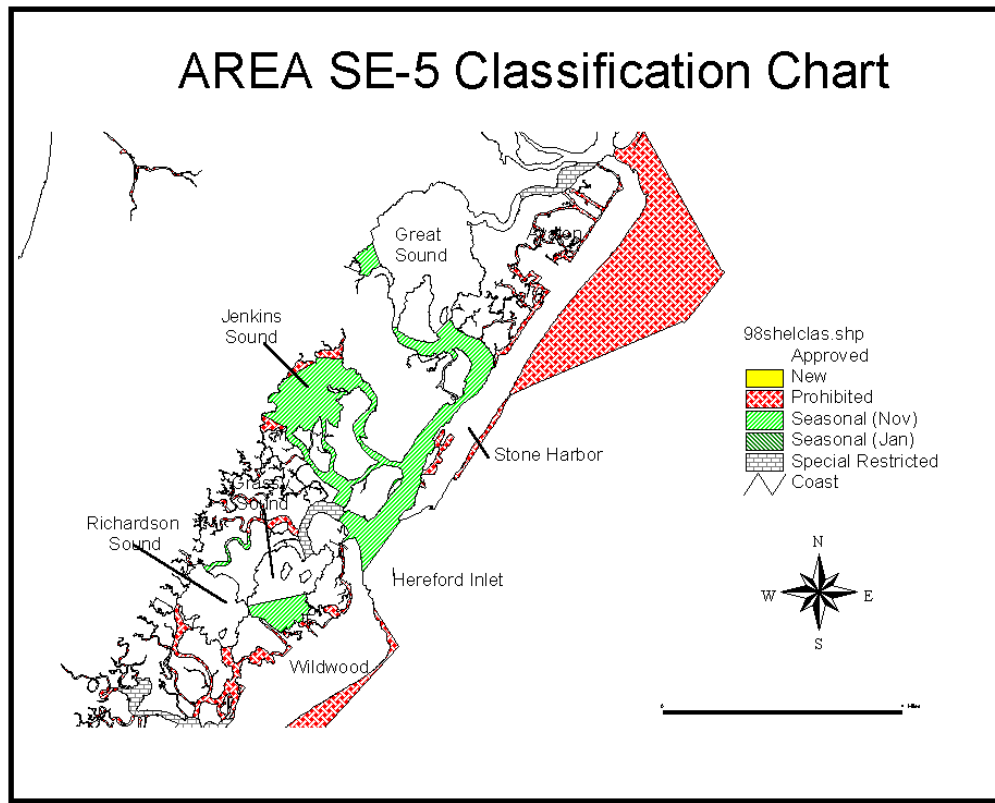 AREA SE-5 Classification Chart
Great
Sound
Jenkins
Sound
98shelclas.shp
Approved
New
Prohibited
Seasonal (Nov)
Seasonal (Jan)
Special Restricted
Coast
Stone Harbor
Sound
Richardson
Sound
Hereford Inlet
Wildwood
N
W
E
S